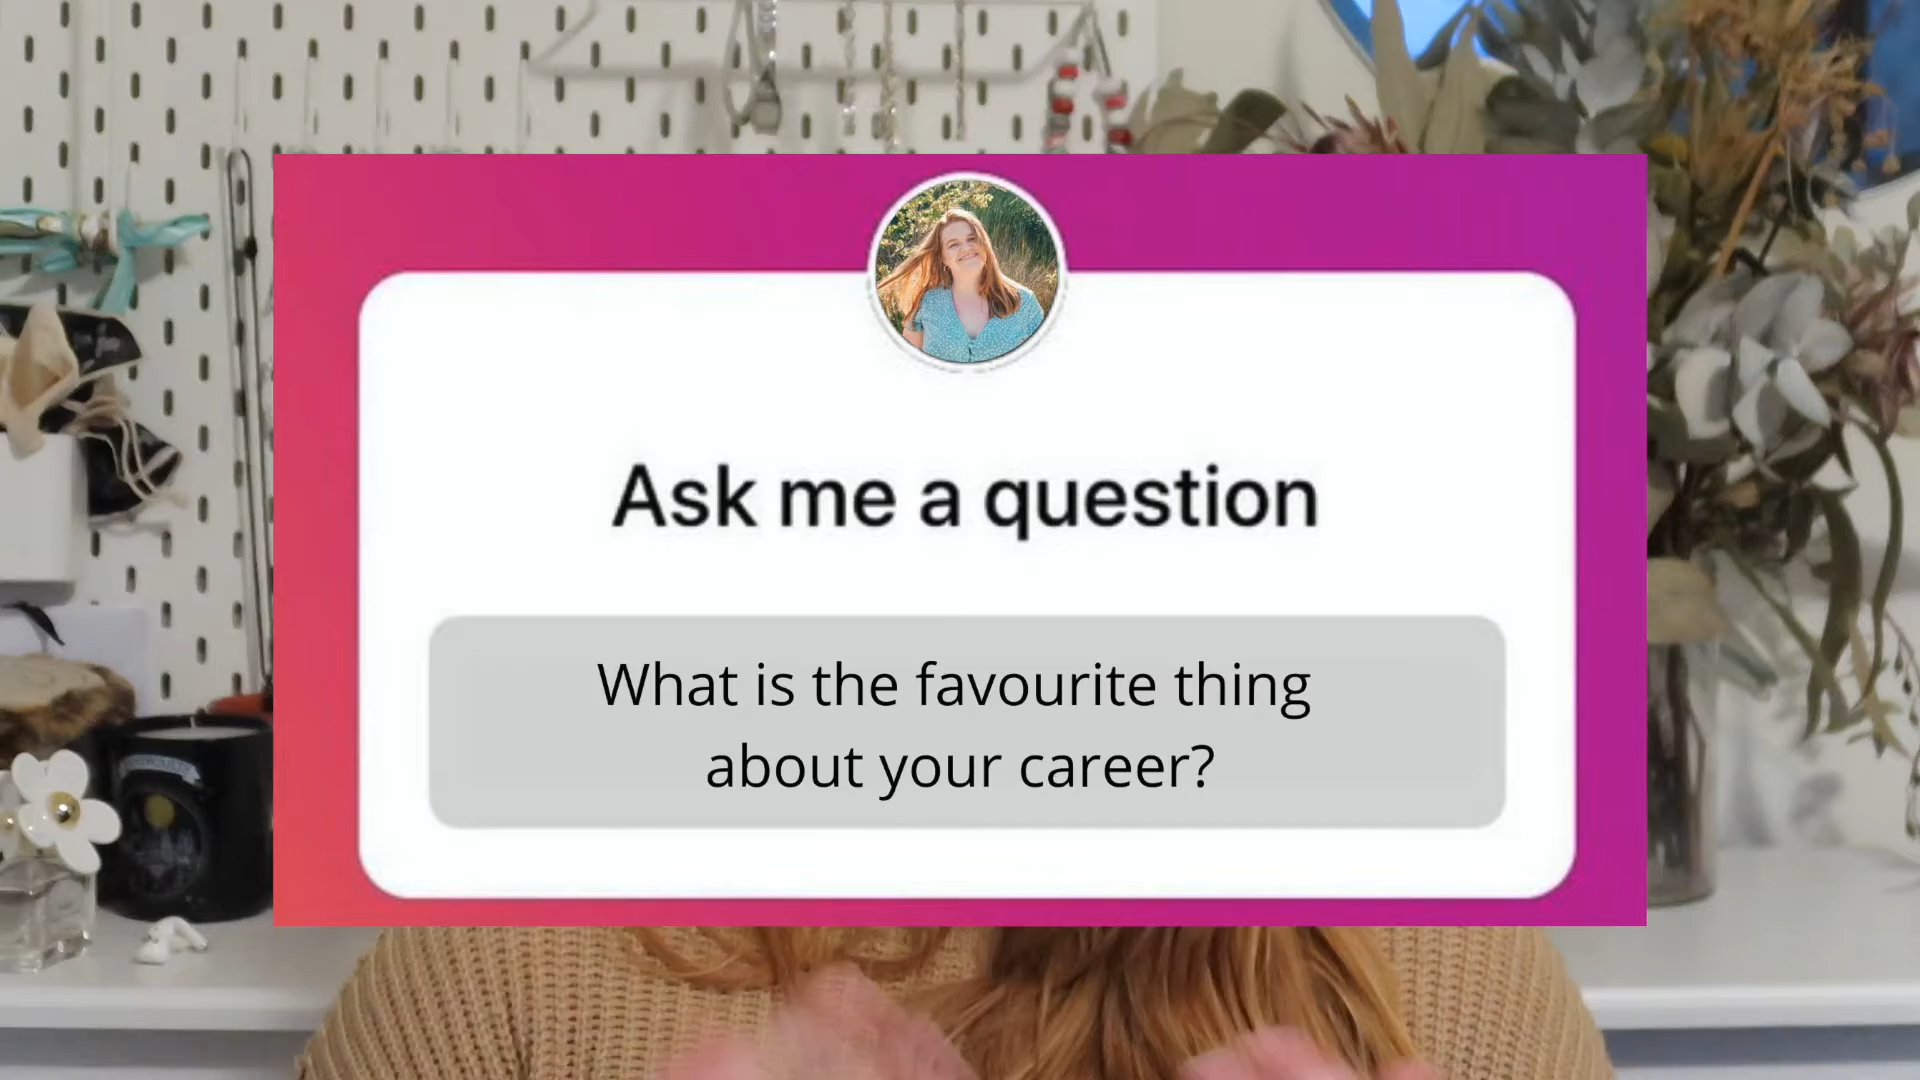 Ask me a question
What is the favourite thing
about your career?